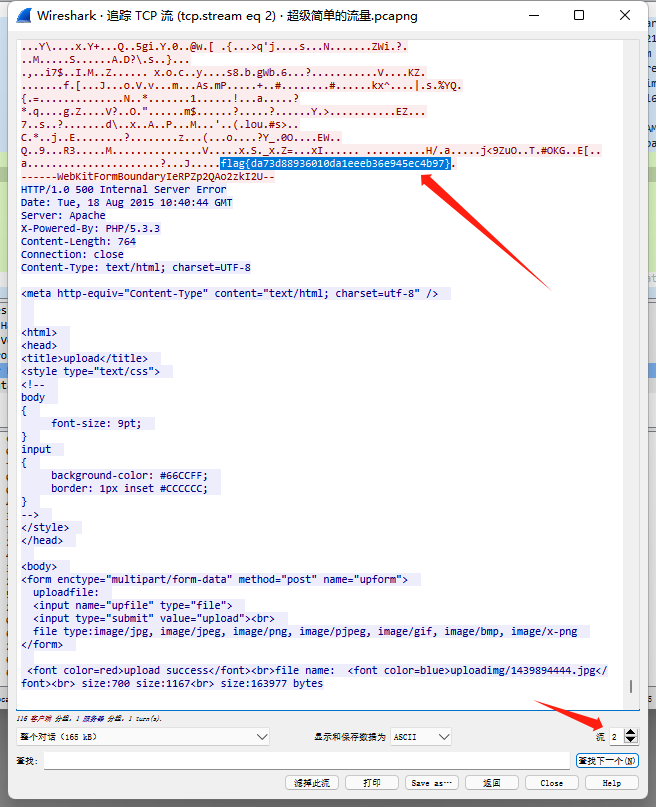 Wireshark · 追踪 TCP 流 (tcp.stream eq 2) · 超级简单的流量.pcapng
...Y\....x.Y+...Q..5gi.Y.0..@w.[ .{...>q'j....s...N.......ZWi.?.
..M.....S......A.D?\.s..}...
.,..i7$..I.M..Z...... x.o.c..y....s8.b.gWb.6...?...........V....KZ.
.......f.[...J...o.V.v...m...As.mP.....+..#........#......kx^....|.s.%YQ.
{.=..............N..*.......1......!...a.....?
*.q....g.Z....V?..O."......m$......?.....?......Y.>...........EZ...
7..s..?.......d\..x..A..P...M...'..(.lou.#s>..
C.*..j..E........?........Z...(...o....?Y_.0O....EW..
Q..9...R3.....M...............V.....x.S._x.Z=...xI...... ............H/.a.....j<9ZuO..T.#OKG..E[..
a......................?...J.....flag{da73d88936010da1eeeb36e945ec4b97}.
------WebKitFormBoundaryIeRPZp2QAo2zkI2U--
HTTP/1.0 500 Internal Server Error
Date: Tue, 18 Aug 2015 10:40:44 GMT
Server: Apache
X-Powered-By: PHP/5.3.3
Content-Length: 764
Connection: close
Content-Type: text/html; charset=UTF-8
<meta http-equiv="Content-Type" content="text/html; charset=utf-8" />
<html>
<head>
<title>upload</title>
<style type="text/css">
<!--
body
{
font-size: 9pt;
}
input
{
background-color: #66CCFF;
border: 1px inset #CCCCCC;
}
-->
</style>
</head>
<body>
<form enctype="multipart/form-data" method="post" name="upform">
uploadfile:
<input name="upfile" type="file">
<input type="submit" value="upload"><br>
file type:image/jpg, image/jpeg, image/png, image/pjpeg, image/gif, image/bmp, image/x-png
</form>
<font color=red>upload success</font><br>file name:  <font color=blue>uploadimg/1439894444.jpg</
font><br> size:700 size:1167<br> size:163977 bytes
116 客户端 分组, 1 服务器 分组, 1 turn(s).
整个对话 (165 kB) 显示和保存数据为 ASCII 流 2
查找: 查找下一个(N)
滤掉此流 打印 Save as… 返回 Close Help